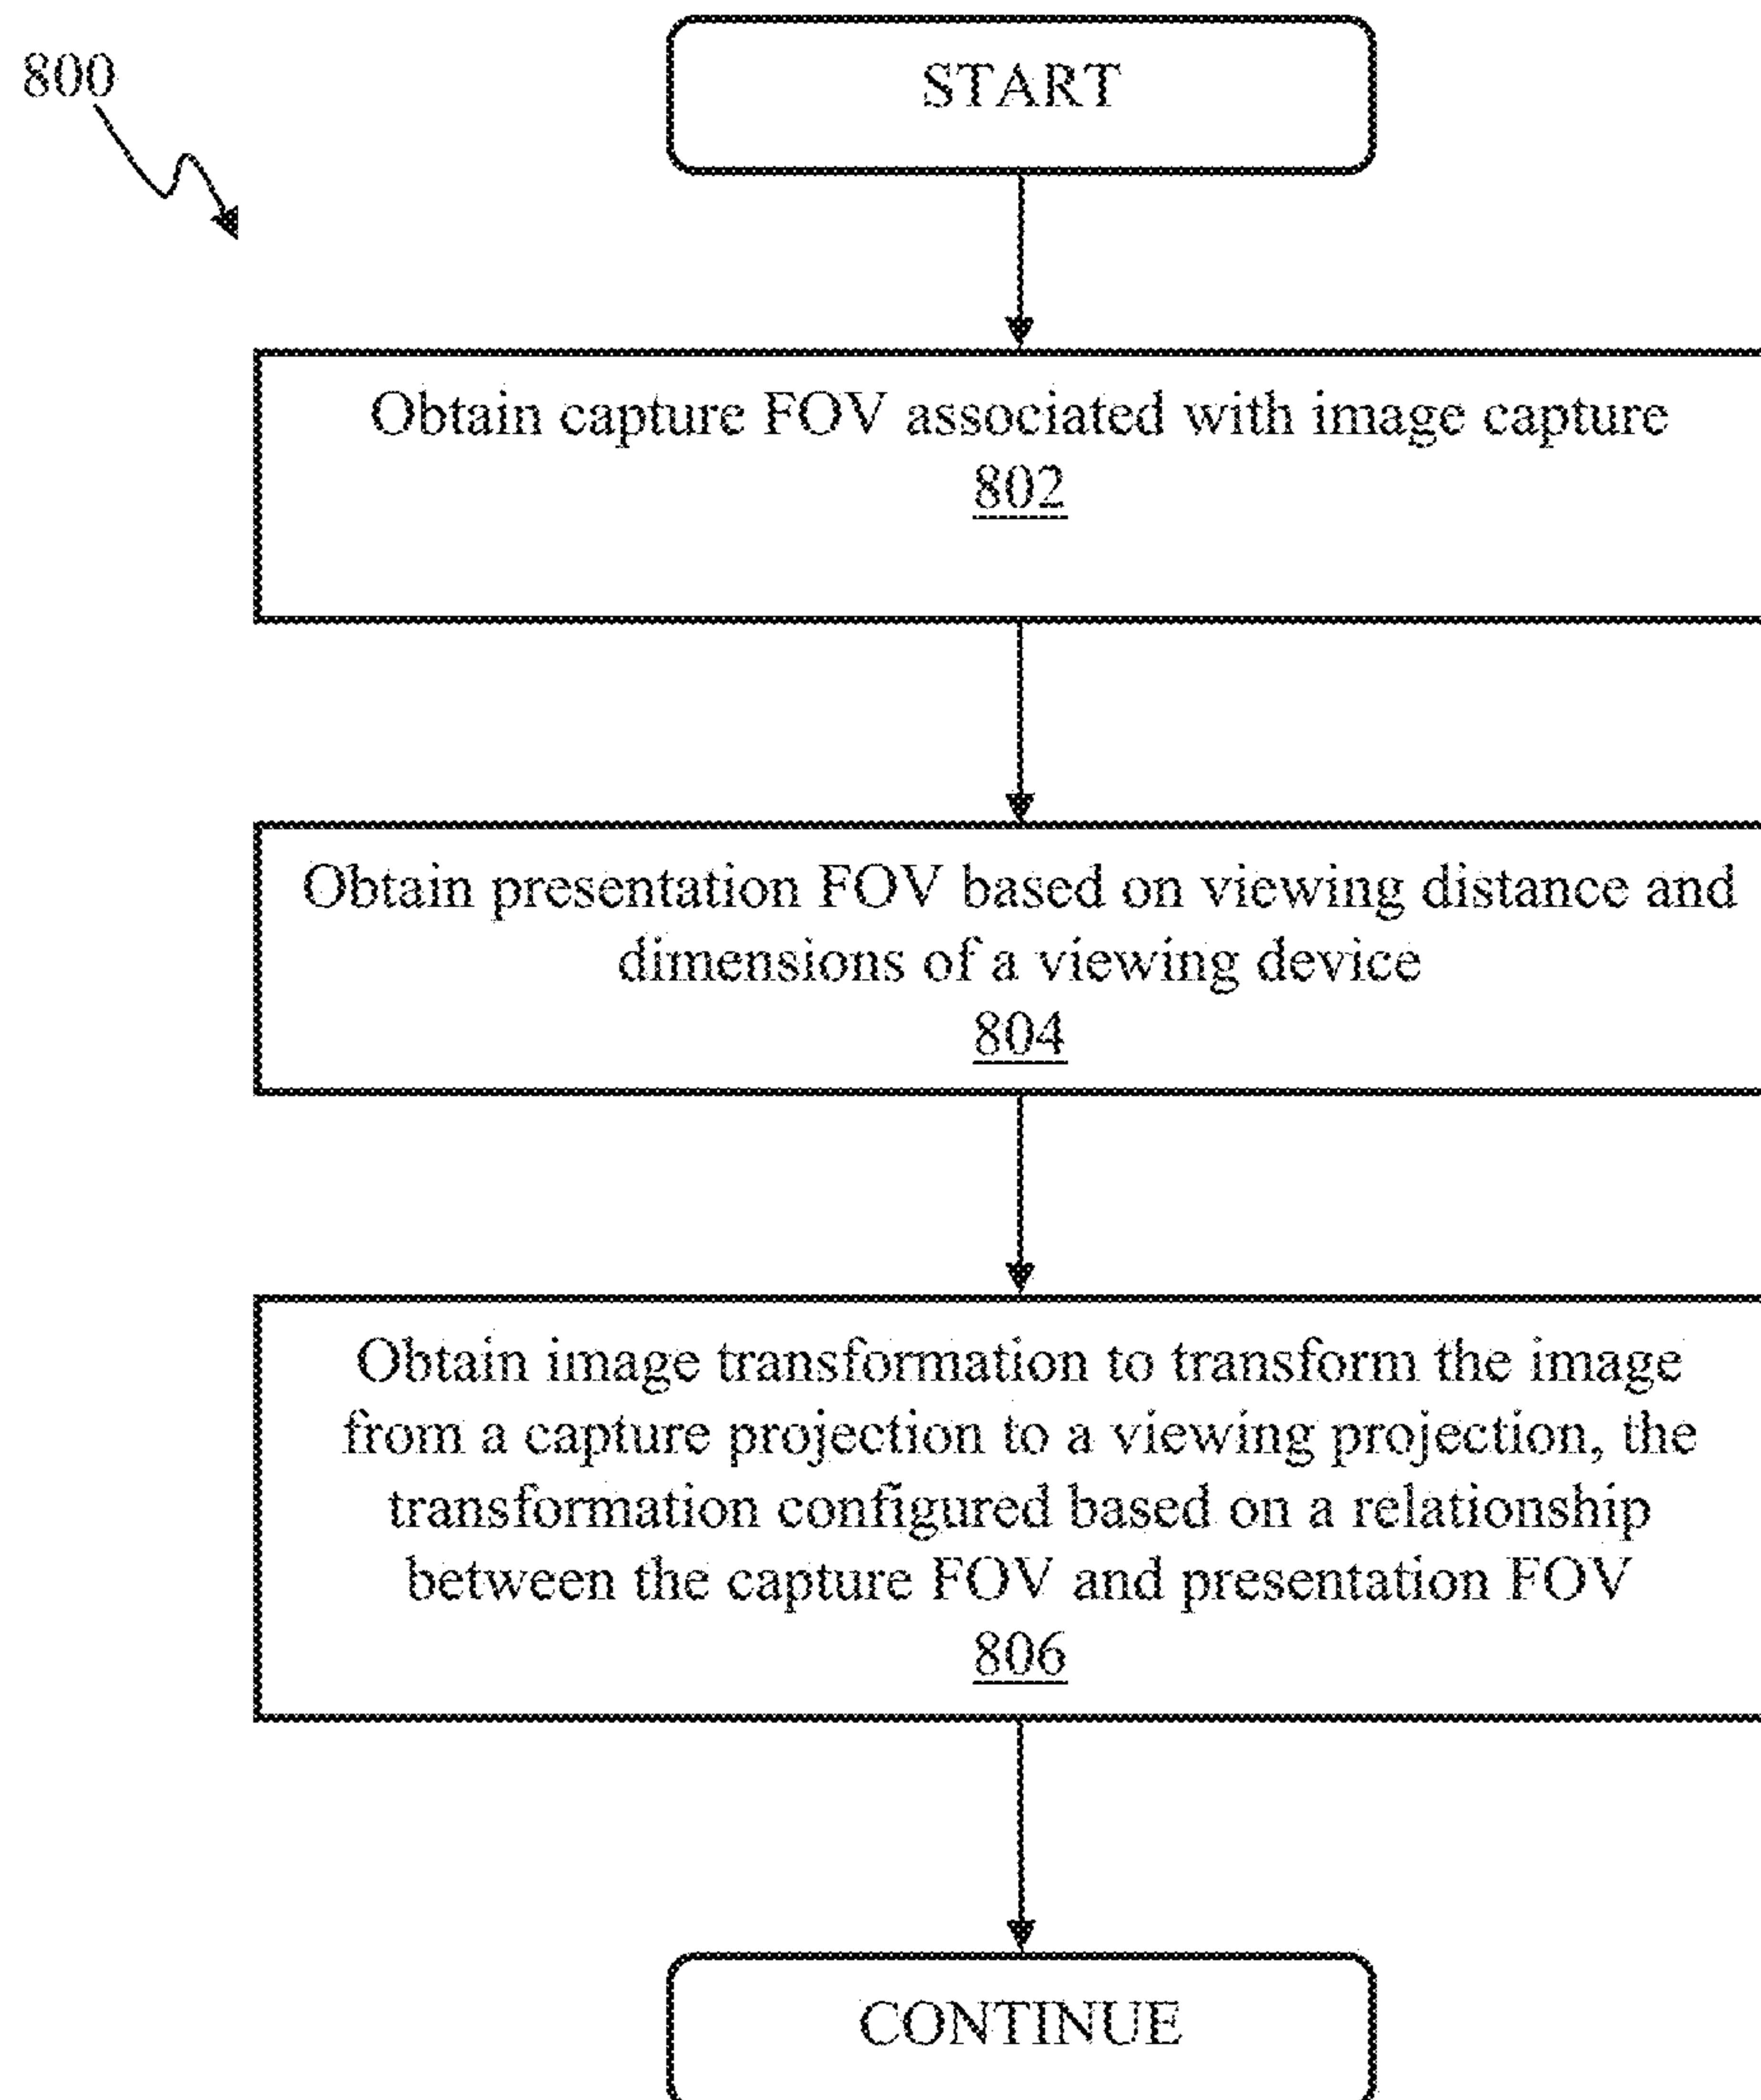 800
START
Obtain capture FOV associated with image capture
802
Obtain presentation FOV based on viewing distance and
dimensions of a viewing device
804
Obtain image transformation to transform the image
from a capture projection to a viewing projection, the
transformation configured based on a relationship
between the capture FOV and presentation FOV
806
CONTINUE